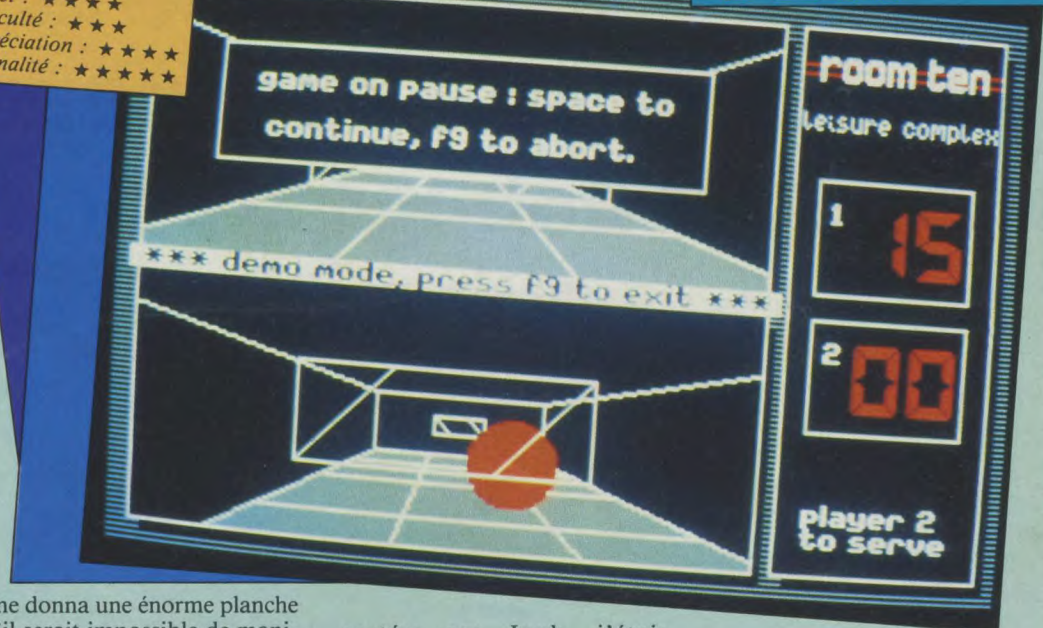 ★★★★
culté : ★★★
éciation : ★★★★
nalité : ★★★★★
game on pause : space to
continue, f9 to abort.
*** demo mode, press f9 to exit ***
room ten
leisure complex
1
15
2
00
player 2
to serve
ne donna une énorme planche